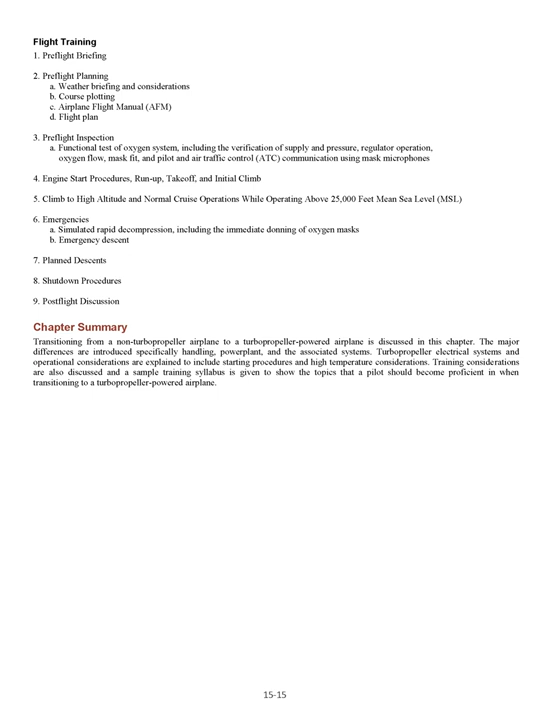 Flight Training
1. Preflight Briefing
2. Preflight Planning
a. Weather briefing and considerations
b. Course plotting
c. Airplane Flight Manual (AFM)
d. Flight plan
3. Preflight Inspection
a. Functional test of oxygen system, including the verification of supply and pressure, regulator operation,
oxygen flow, mask fit, and pilot and air traffic control (ATC) communication using mask microphones
4. Engine Start Procedures, Run-up, Takeoff, and Initial Climb
5. Climb to High Altitude and Normal Cruise Operations While Operating Above 25,000 Feet Mean Sea Level (MSL)
6. Emergencies
a. Simulated rapid decompression, including the immediate donning of oxygen masks
b. Emergency descent
7. Planned Descents
8. Shutdown Procedures
9. Postflight Discussion
Chapter Summary
Transitioning from a non-turbopropeller airplane to a turbopropeller-powered airplane is discussed in this chapter. The major
differences are introduced specifically handling, powerplant, and the associated systems. Turbopropeller electrical systems and
operational considerations are explained to include starting procedures and high temperature considerations. Training considerations
are also discussed and a sample training syllabus is given to show the topics that a pilot should become proficient in when
transitioning to a turbopropeller-powered airplane.
15-15